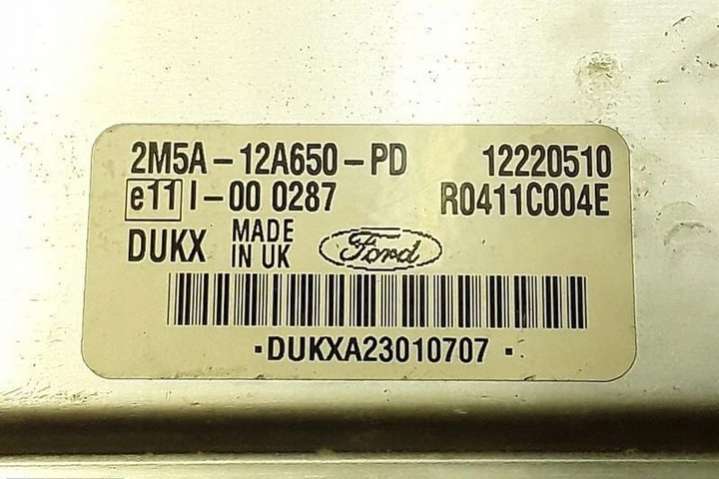 2M5A-12A650-PD 12220510
e11 I-00 0287 R0411C004E
DUKX MADE IN UK Ford
·DUKXA23010707·